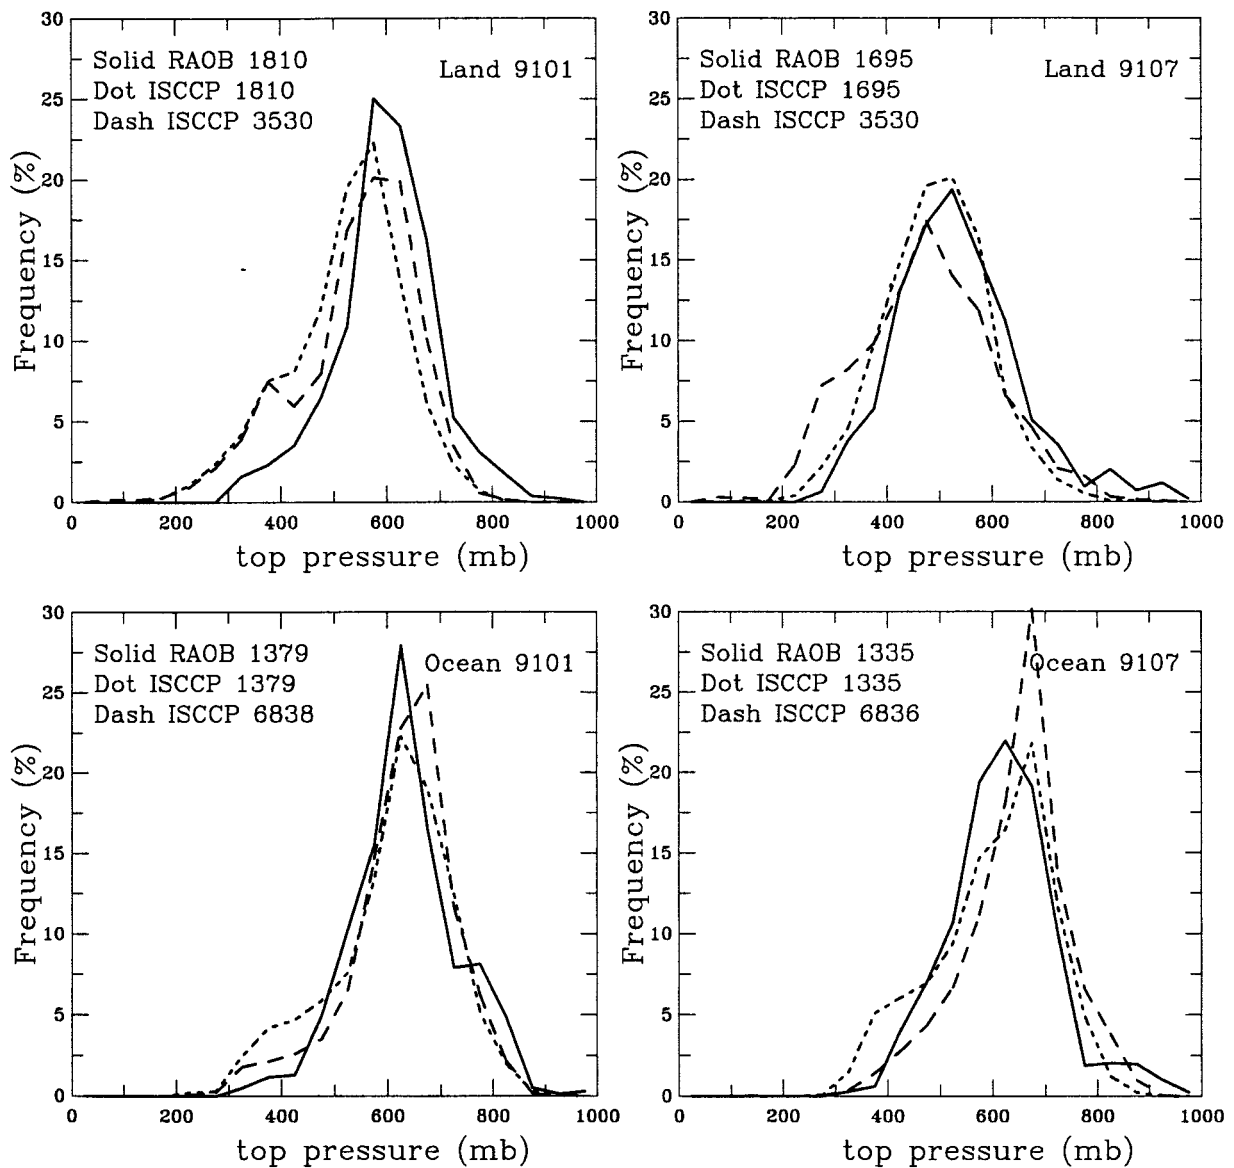 30
25
20
15
10
5
0
Frequency (%)
Solid RAOB 1810
Dot ISCCP 1810
Dash ISCCP 3530
Land 9101
0 200 400 600 800 1000
top pressure (mb)
30
25
20
15
10
5
0
Frequency (%)
Solid RAOB 1695
Dot ISCCP 1695
Dash ISCCP 3530
Land 9107
0 200 400 600 800 1000
top pressure (mb)
30
25
20
15
10
5
0
Frequency (%)
Solid RAOB 1379
Dot ISCCP 1379
Dash ISCCP 6838
Ocean 9101
0 200 400 600 800 1000
top pressure (mb)
30
25
20
15
10
5
0
Frequency (%)
Solid RAOB 1335
Dot ISCCP 1335
Dash ISCCP 6836
Ocean 9107
0 200 400 600 800 1000
top pressure (mb)